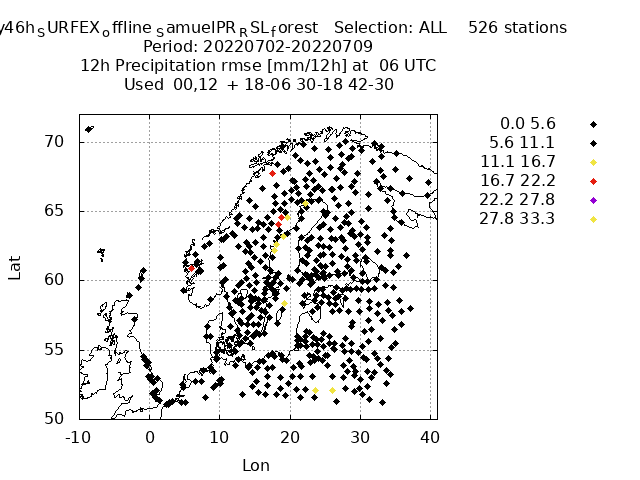 y46h_SURFEX_offline_SamuelPR_RSL_forest Selection: ALL 526 stations
Period: 20220702-20220709
12h Precipitation rmse [mm/12h] at 06 UTC
Used 00,12 + 18-06 30-18 42-30
0.0 5.6
5.6 11.1
11.1 16.7
16.7 22.2
22.2 27.8
27.8 33.3
70
65
60
55
50
Lat
-10 0 10 20 30 40
Lon